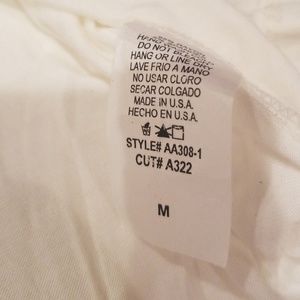 DO NOT BLEACH
HANG OR LINE DRY
LAVE FRIO A MANO
NO USAR CLORO
SECAR COLGADO
MADE IN U.S.A.
HECHO EN U.S.A.
STYLE# AA308-1
CUT# A322
M